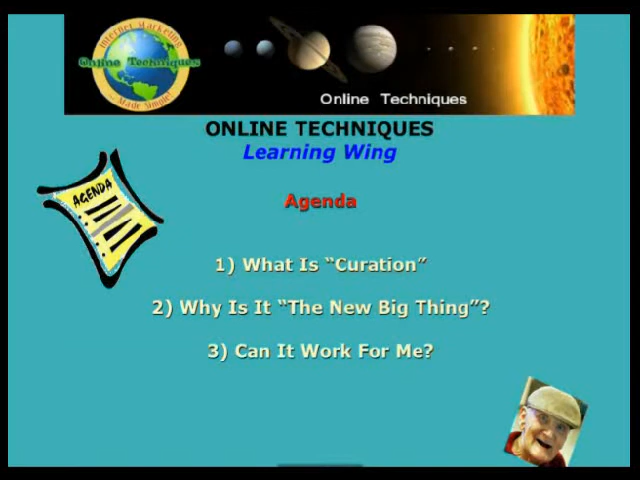 Internet Marketing
Online Techniques
Made Simple!
Online Techniques
ONLINE TECHNIQUES
Learning Wing
AGENDA
Agenda
1) What Is “Curation”
2) Why Is It “The New Big Thing”?
3) Can It Work For Me?